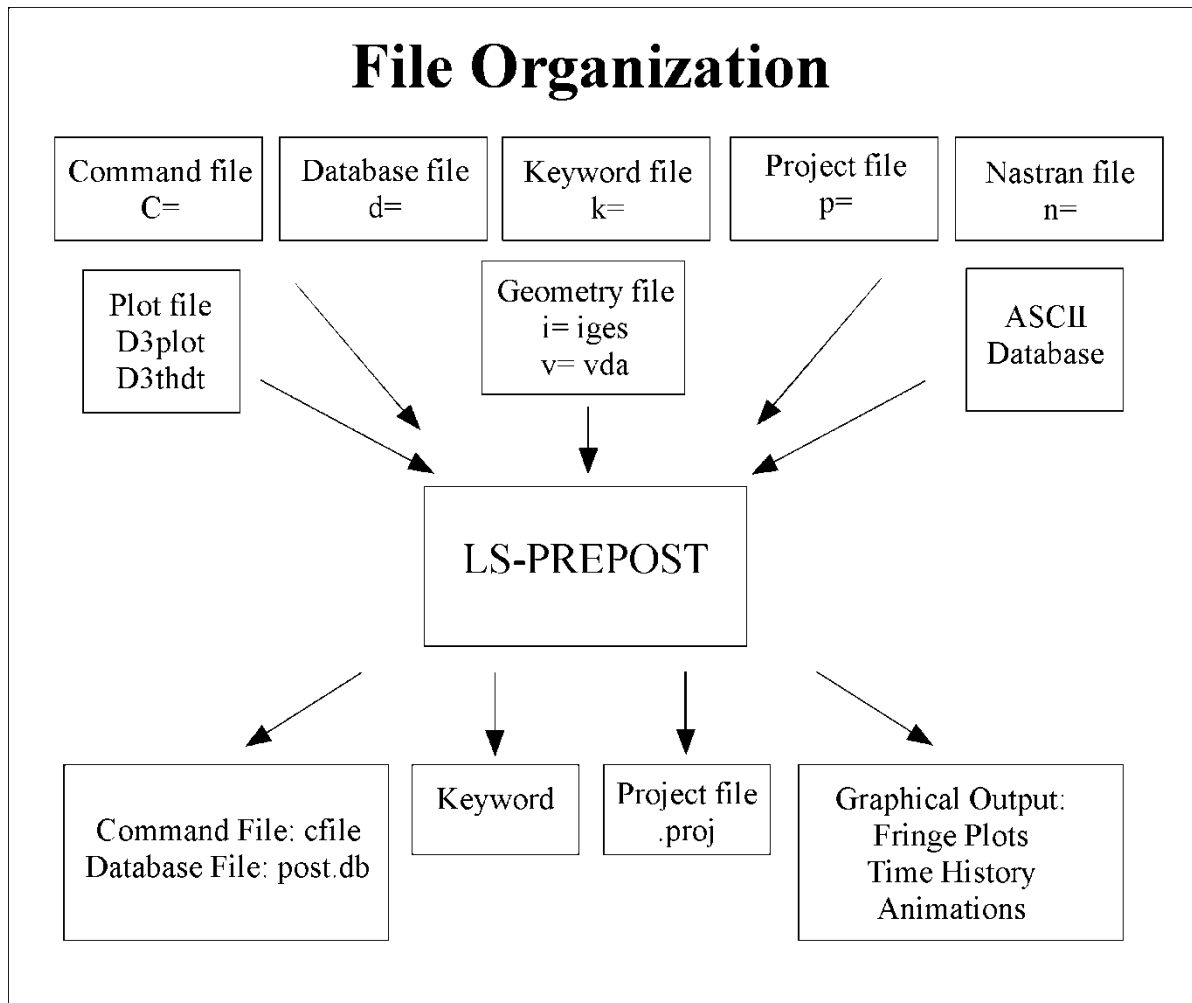 File Organization
Command file
C=
Database file
d=
Keyword file
k=
Project file
p=
Nastran file
n=
Plot file
D3plot
D3thdt
Geometry file
i= iges
v= vda
ASCII
Database
LS-PREPOST
Command File: cfile
Database File: post.db
Keyword
Project file
.proj
Graphical Output:
Fringe Plots
Time History
Animations